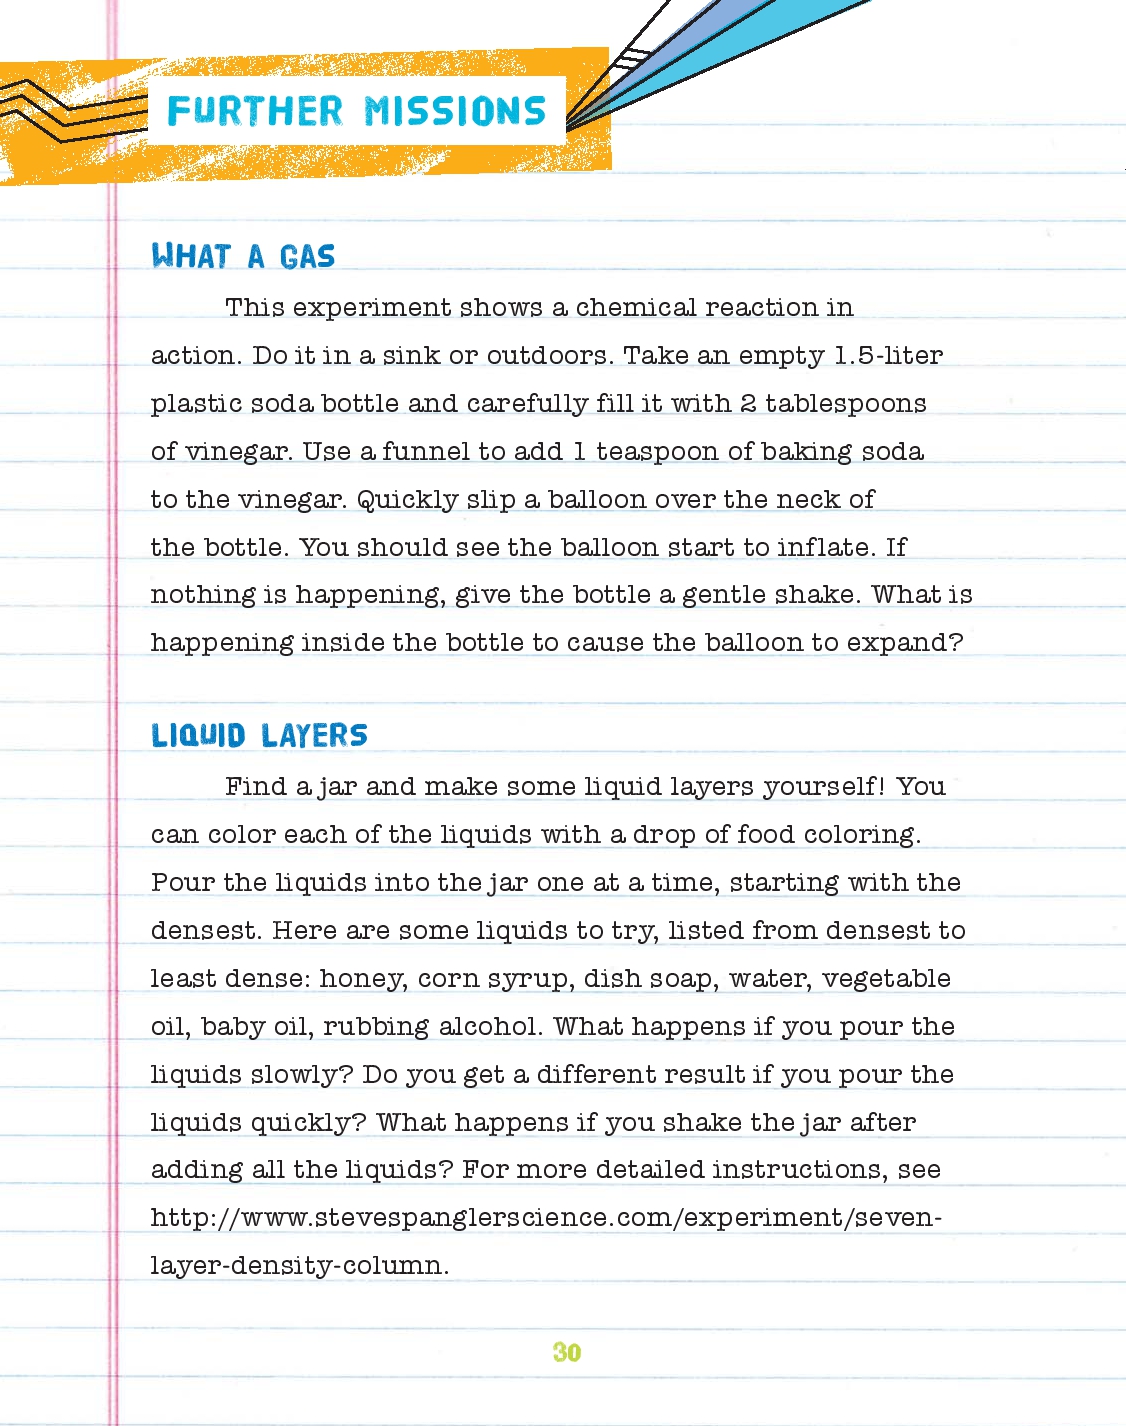 FURTHER MISSIONS
WHAT A GAS
This experiment shows a chemical reaction in
action. Do it in a sink or outdoors. Take an empty 1.5-liter
plastic soda bottle and carefully fill it with 2 tablespoons
of vinegar. Use a funnel to add 1 teaspoon of baking soda
to the vinegar. Quickly slip a balloon over the neck of
the bottle. You should see the balloon start to inflate. If
nothing is happening, give the bottle a gentle shake. What is
happening inside the bottle to cause the balloon to expand?
LIQUID LAYERS
Find a jar and make some liquid layers yourself! You
can color each of the liquids with a drop of food coloring.
Pour the liquids into the jar one at a time, starting with the
densest. Here are some liquids to try, listed from densest to
least dense: honey, corn syrup, dish soap, water, vegetable
oil, baby oil, rubbing alcohol. What happens if you pour the
liquids slowly? Do you get a different result if you pour the
liquids quickly? What happens if you shake the jar after
adding all the liquids? For more detailed instructions, see
http://www.stevespanglerscience.com/experiment/seven-
layer-density-column.
30